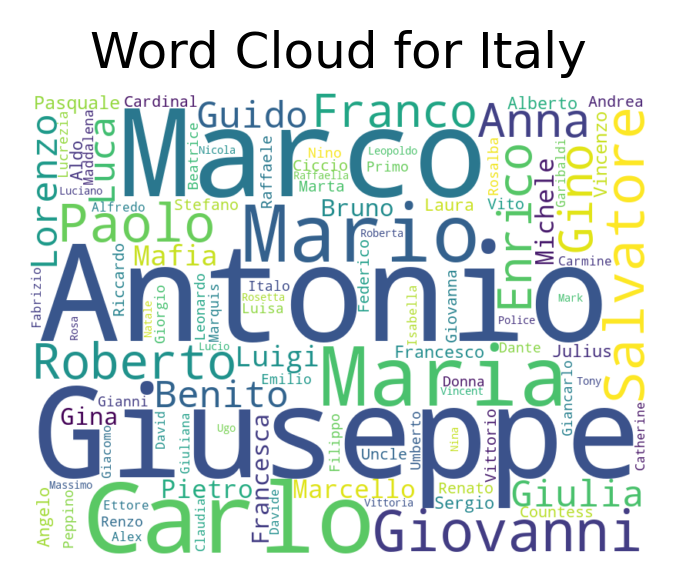 Word Cloud for Italy
Pasquale
Cardinal
Guido
Franco
Alberto
Andrea
Marco
Anna
Lorenzo
Lucrezia
Aldo
Maddalena
Luca
Beatrice
Nicola
Raffaele
Nino
Ciccio
Raffaella
Marta
Leopoldo
Primo
Rosalba
Garibaldi
Vincenzo
Salvatore
Luciano
Alfredo
Stefano
Bruno
Laura
Vito
Enrico
Michele
Gino
Paolo
Mario
Roberta
Mafia
Antonio
Carmine
Fabrizio
Rosa
Riccardo
Natale
Giorgio
Leonardo
Marquis
Italo
Rosetta
Luisa
Federico
Isabella
Giovanna
Mark
Police
Lucio
Roberto
Luigi
Emilio
Francesco
Dante
Julius
Maria
Donna
Vincent
Giancarlo
Tony
Catherine
Benito
Gianni
Gina
Giuseppe
Giacomo
David
Giuliana
Ugo
Francesca
Filippo
Uncle
Umberto
Nina
Vittorio
Angelo
Peppino
Massimo
Carlo
Pietro
Marcello
Renato
Giulia
Ettore
Renzo
Alex
Claudia
Davide
Vittoria
Sergio
Countess
Giovanni